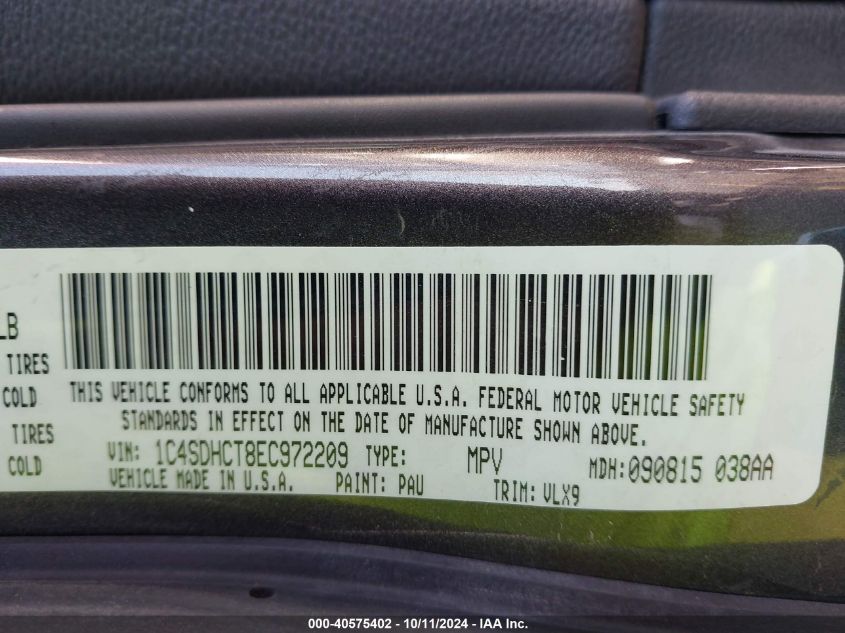 LB
TIRES
COLD
TIRES
COLD
THIS VEHICLE CONFORMS TO ALL APPLICABLE U.S.A. FEDERAL MOTOR VEHICLE SAFETY
STANDARDS IN EFFECT ON THE DATE OF MANUFACTURE SHOWN ABOVE.
VIN: 1C4SDHCT8EC972209 TYPE: MPV MDH:090815 038AA
VEHICLE MADE IN U.S.A. PAINT: PAU TRIM: VLX9
000-40575402 - 10/11/2024 - IAA Inc.